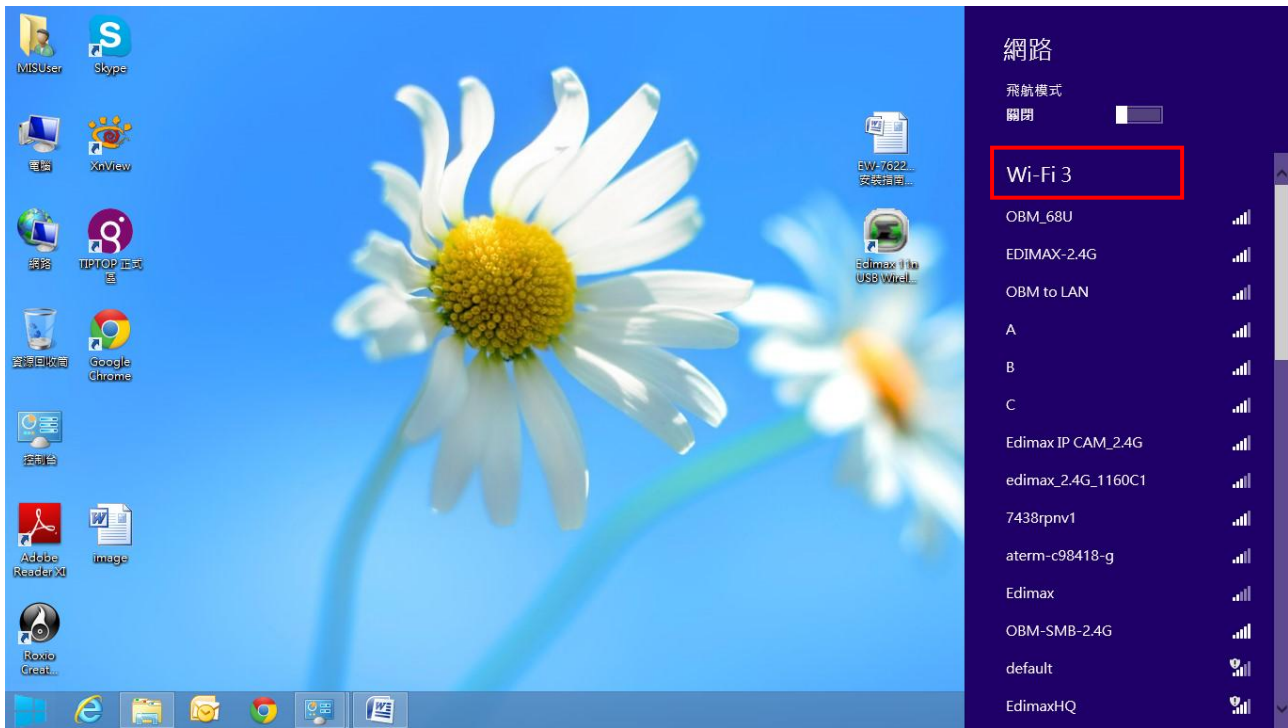 MISUser
Skype
電腦
XnView
網路
TIPTOP 正式
區
資源回收筒
Google
Chrome
控制台
Adobe
Reader XI
image
Roxio
Creat...
EW-7622...
安裝指南...
Edimax 11n
USB Wirel...
網路
飛航模式
關閉
Wi-Fi 3
OBM_68U
EDIMAX-2.4G
OBM to LAN
A
B
C
Edimax IP CAM_2.4G
edimax_2.4G_1160C1
7438rpnv1
aterm-c98418-g
Edimax
OBM-SMB-2.4G
default
EdimaxHQ